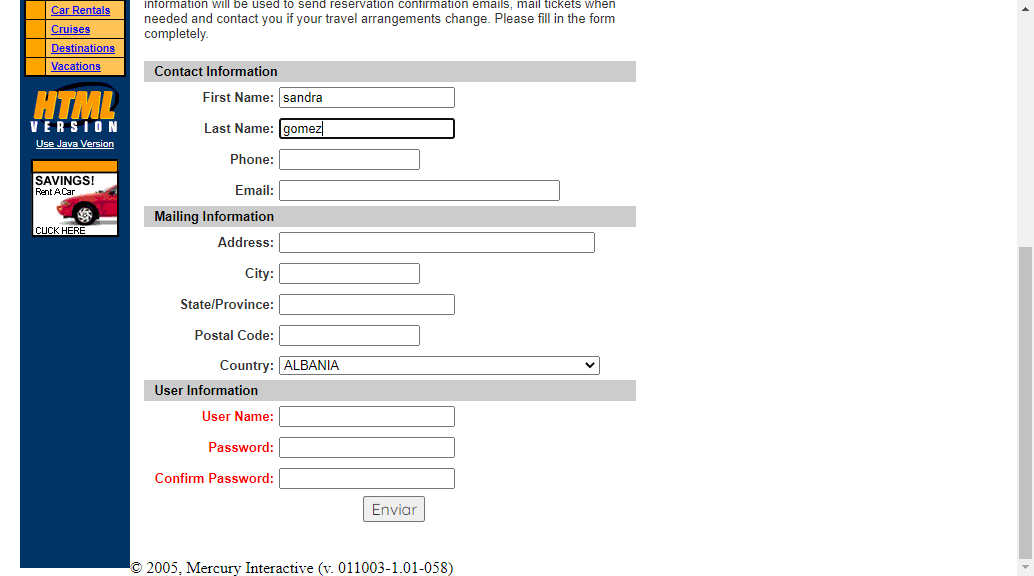 information will be used to send reservation confirmation emails, mail tickets when
needed and contact you if your travel arrangements change. Please fill in the form
completely.
Car Rentals
Cruises
Destinations
Vacations
HTML
VERSION
Use Java Version
SAVINGS!
Rent A Car
CLICK HERE
Contact Information
First Name: sandra
Last Name: gomez
Phone:
Email:
Mailing Information
Address:
City:
State/Province:
Postal Code:
Country: ALBANIA
User Information
User Name:
Password:
Confirm Password:
Enviar
© 2005, Mercury Interactive (v. 011003-1.01-058)